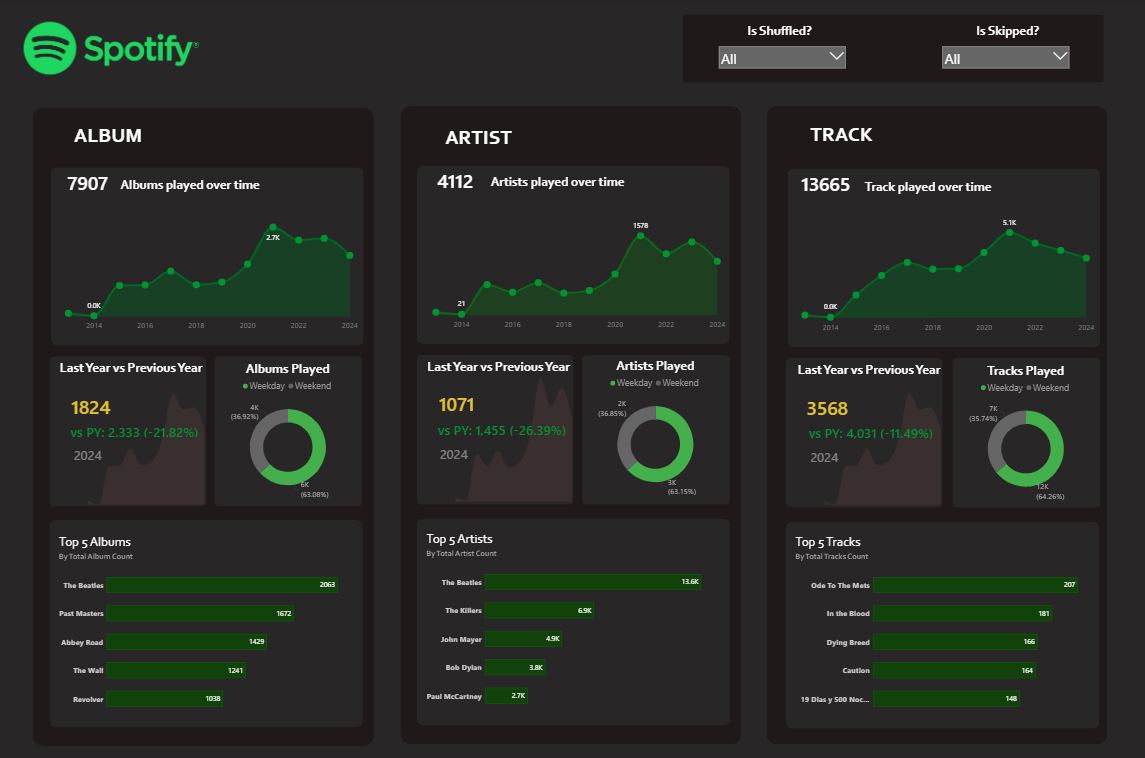 Spotify®
Is Shuffled?
All
Is Skipped?
All
ALBUM
7907 Albums played over time
2.7K
0.0K
2014 2016 2018 2020 2022 2024
Last Year vs Previous Year
1824
vs PY: 2,333 (-21.82%)
2024
Albums Played
Weekday Weekend
4K
(36.92%)
6K
(63.08%)
Top 5 Albums
By Total Album Count
The Beatles 2063
Past Masters 1672
Abbey Road 1429
The Wall 1241
Revolver 1038
ARTIST
4112 Artists played over time
1578
21
2014 2016 2018 2020 2022 2024
Last Year vs Previous Year
1071
vs PY: 1,455 (-26.39%)
2024
Artists Played
Weekday Weekend
2K
(36.85%)
3K
(63.15%)
Top 5 Artists
By Total Artist Count
The Beatles 13.6K
The Killers 6.9K
John Mayer 4.9K
Bob Dylan 3.8K
Paul McCartney 2.7K
TRACK
13665 Track played over time
5.1K
0.0K
2014 2016 2018 2020 2022 2024
Last Year vs Previous Year
3568
vs PY: 4,031 (-11.49%)
2024
Tracks Played
Weekday Weekend
7K
(35.74%)
12K
(64.26%)
Top 5 Tracks
By Total Tracks Count
Ode To The Mets 207
In the Blood 181
Dying Breed 166
Caution 164
19 Dias y 500 Noc... 148